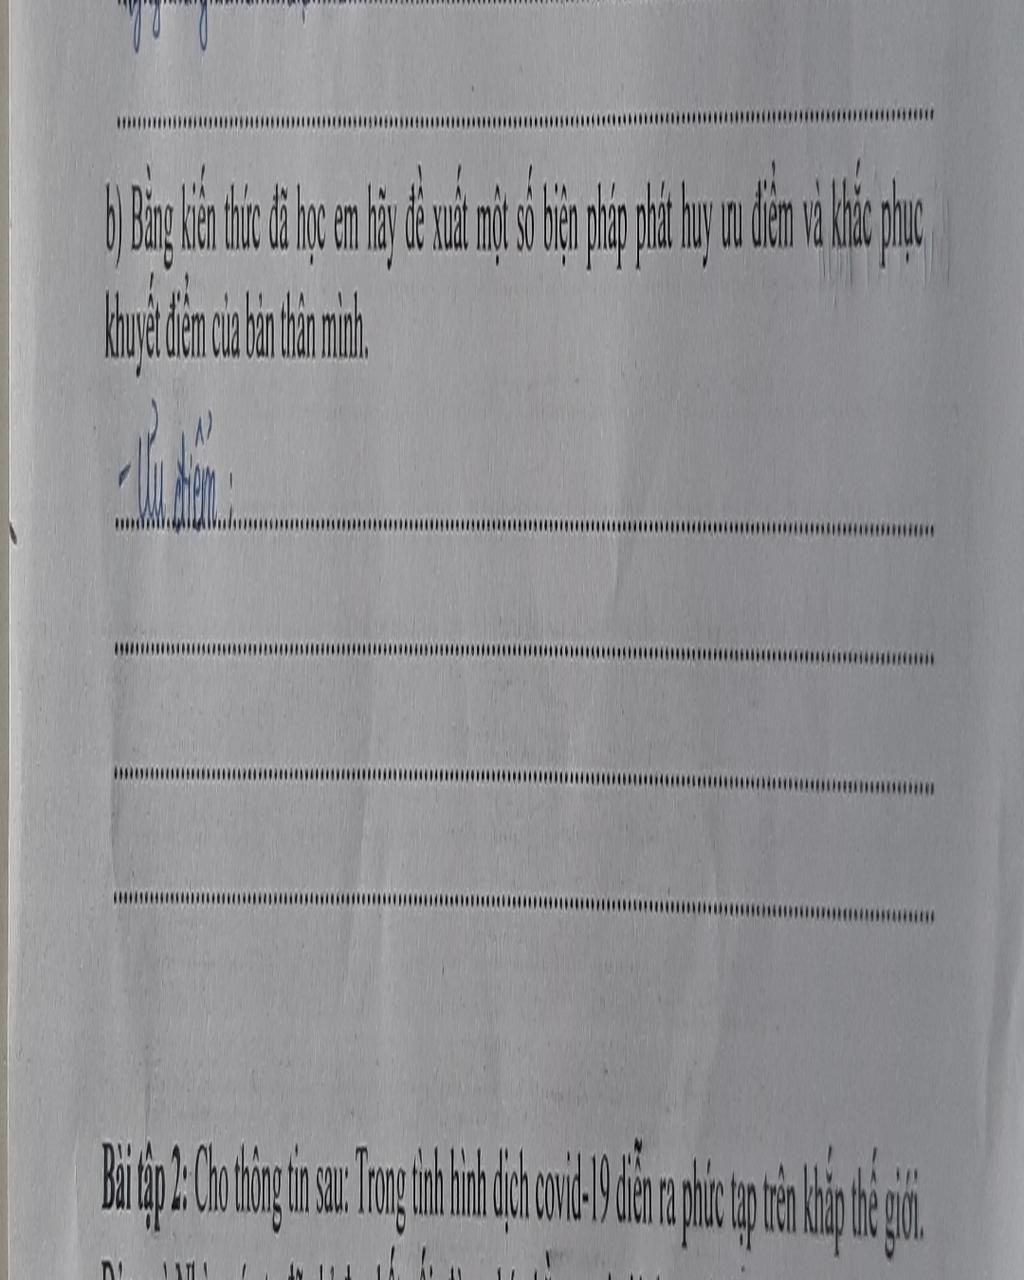 b) Bằng kiến thức đã học em hãy đề xuất một số biện pháp phát huy ưu điểm và khắc phục
khuyết điểm của bản thân mình.
- Ưu điểm :
Bài tập 2: Cho thông tin sau: Trong tình hình dịch covid-19 diễn ra phức tạp trên khắp thế giới.